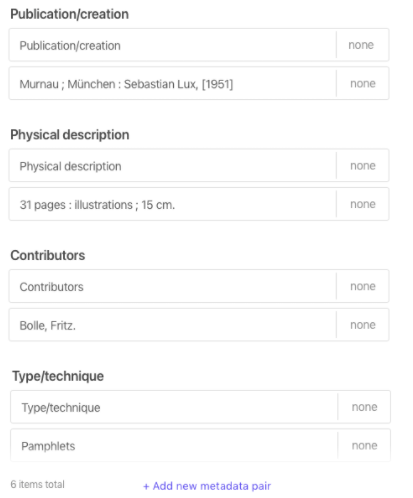 Publication/creation
Publication/creation none
Murnau ; München : Sebastian Lux, [1951] none
Physical description
Physical description none
31 pages : illustrations ; 15 cm. none
Contributors
Contributors none
Bolle, Fritz. none
Type/technique
Type/technique none
Pamphlets none
6 items total + Add new metadata pair